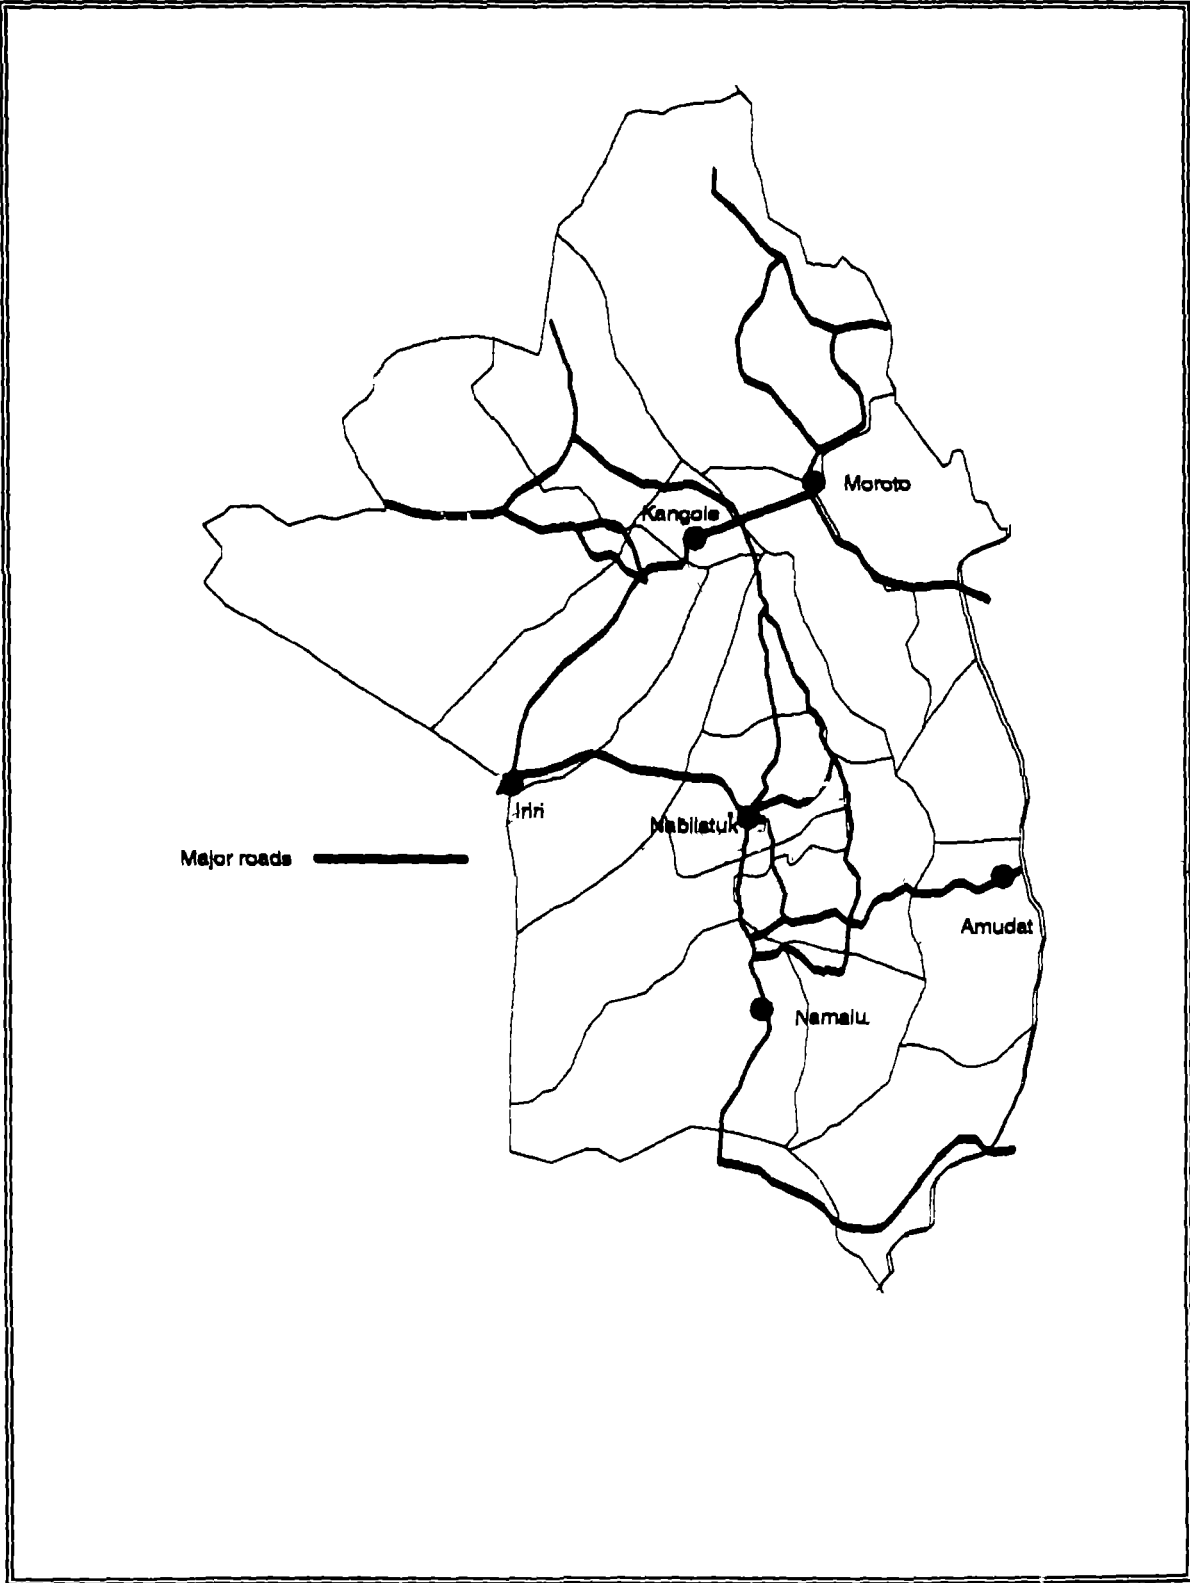 Moroto
Kangole
Iriri
Nabilatuk
Major roads
Amudat
Namalu